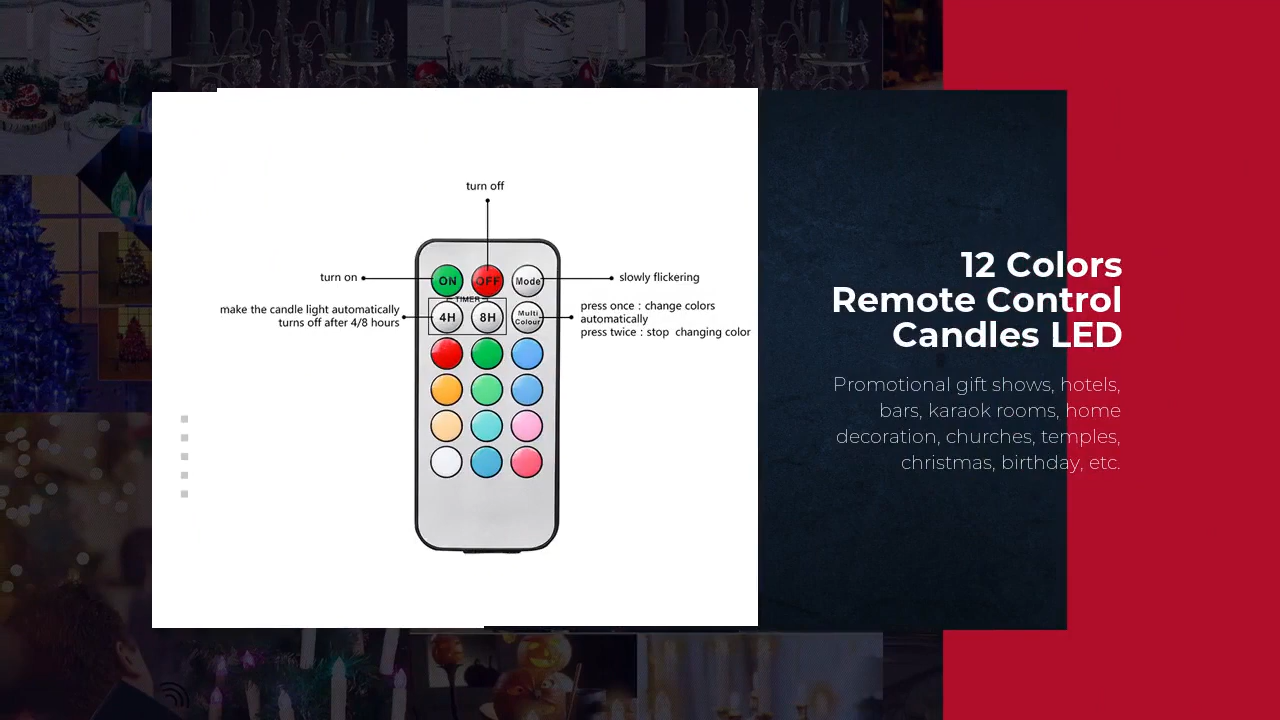 turn off
turn on
ON
OFF
Mode
slowly flickering
TIMER
make the candle light automatically
turns off after 4/8 hours
4H
8H
Multi
Colour
press once : change colors
automatically
press twice : stop changing color
12 Colors
Remote Control
Candles LED
Promotional gift shows, hotels,
bars, karaok rooms, home
decoration, churches, temples,
christmas, birthday, etc.